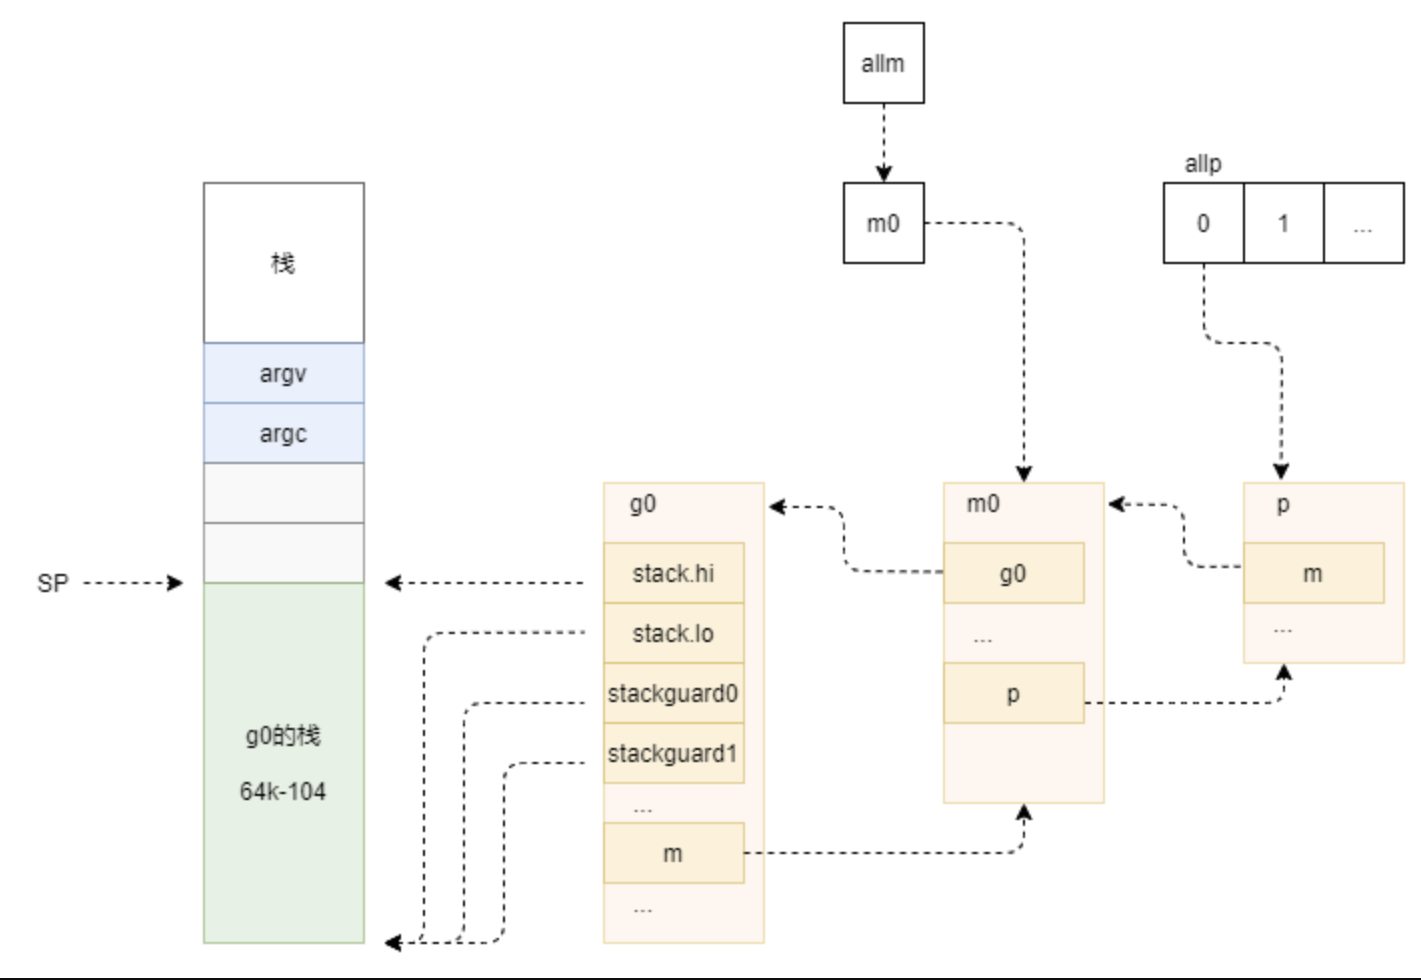 allm
allp
m0
0
1
...
栈
argv
argc
SP
g0的栈
64k-104
g0
stack.hi
stack.lo
stackguard0
stackguard1
...
m
...
m0
g0
...
p
p
m
...